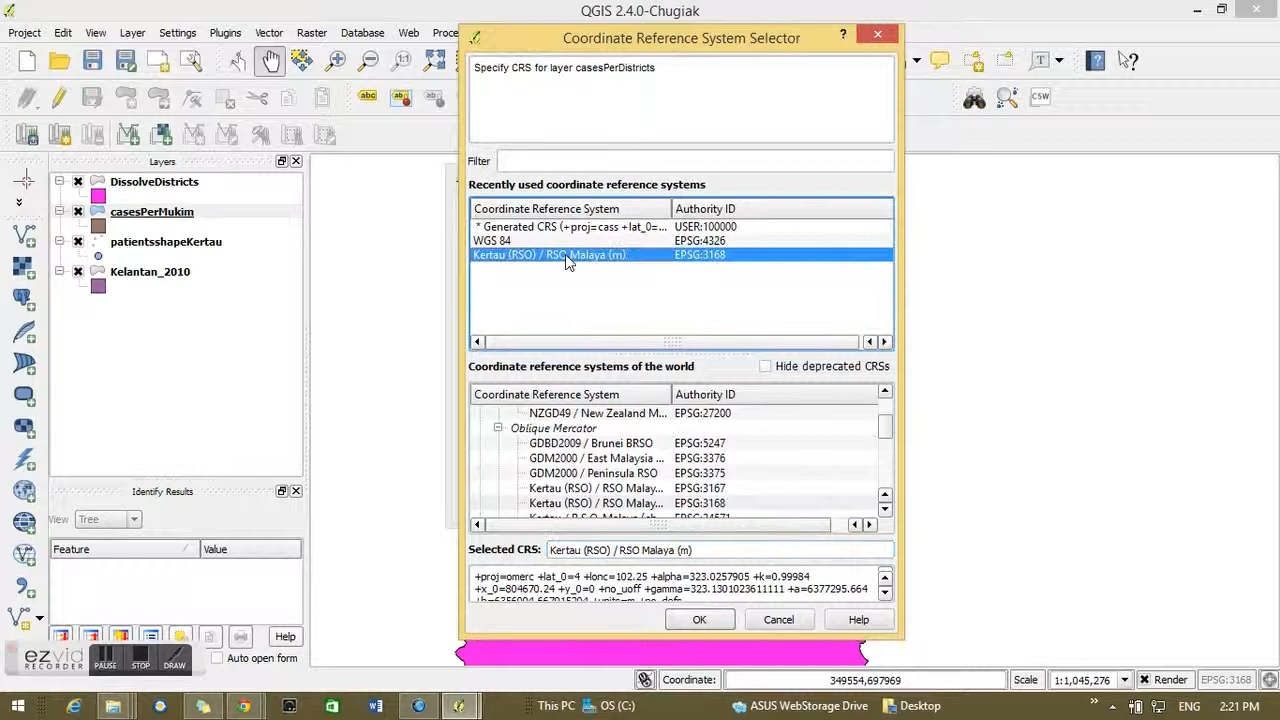 QGIS 2.4.0-Chugiak
Project Edit View Layer Settings Plugins Vector Raster Database Web
Coordinate Reference System Selector
Specify CRS for layer casesPerDistricts
Filter
Recently used coordinate reference systems
Coordinate Reference System Authority ID
* Generated CRS (+proj=cass +lat_0=... USER:100000
WGS 84 EPSG:4326
Kertau (RSO) / RSO Malaya (m) EPSG:3168
Coordinate reference systems of the world
Hide deprecated CRSs
Coordinate Reference System Authority ID
NZGD49 / New Zealand M... EPSG:27200
Oblique Mercator
GDBD2009 / Brunei BRSO EPSG:5247
GDM2000 / East Malaysia ... EPSG:3376
GDM2000 / Peninsula RSO EPSG:3375
Kertau (RSO) / RSO Malay... EPSG:3167
Kertau (RSO) / RSO Malay... EPSG:3168
Selected CRS: Kertau (RSO) / RSO Malaya (m)
+proj=omerc +lat_0=4 +lonc=102.25 +alpha=323.0257905 +k=0.99984
+x_0=804670.24 +y_0=0 +no_uoff +gamma=323.1301023611111 +a=6377295.664
OK Cancel Help
abc
CSW
Layers
DissolveDistricts
casesPerMukim
patientsshapeKertau
Kelantan_2010
Identify Results
View Tree
Feature Value
Help
Auto open form
ezvid
RECORDER
PAUSE STOP DRAW
Coordinate: 349554,697969 Scale 1:1,045,276 Render EPSG:3168
This PC OS (C:) ASUS WebStorage Drive Desktop ENG 2:21 PM